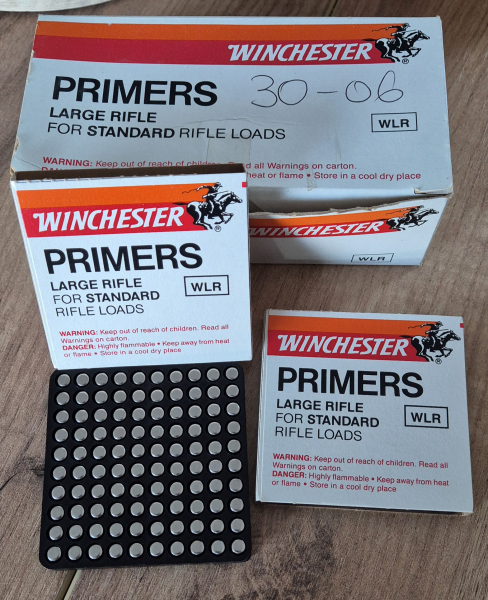 WINCHESTER®
PRIMERS
30-06
LARGE RIFLE
FOR STANDARD RIFLE LOADS
WLR
WARNING: Keep out of reach of children. Read all Warnings on carton.
heat or flame • Store in a cool dry place
WINCHESTER
WLR
WINCHESTER®
PRIMERS
LARGE RIFLE
FOR STANDARD
RIFLE LOADS
WLR
WARNING: Keep out of reach of children. Read all
Warnings on carton.
DANGER: Highly flammable • Keep away from heat
or flame • Store in a cool dry place
WINCHESTER®
PRIMERS
LARGE RIFLE
FOR STANDARD
RIFLE LOADS
WLR
WARNING: Keep out of reach of children. Read all
Warnings on carton.
DANGER: Highly flammable • Keep away from heat
or flame • Store in a cool dry place